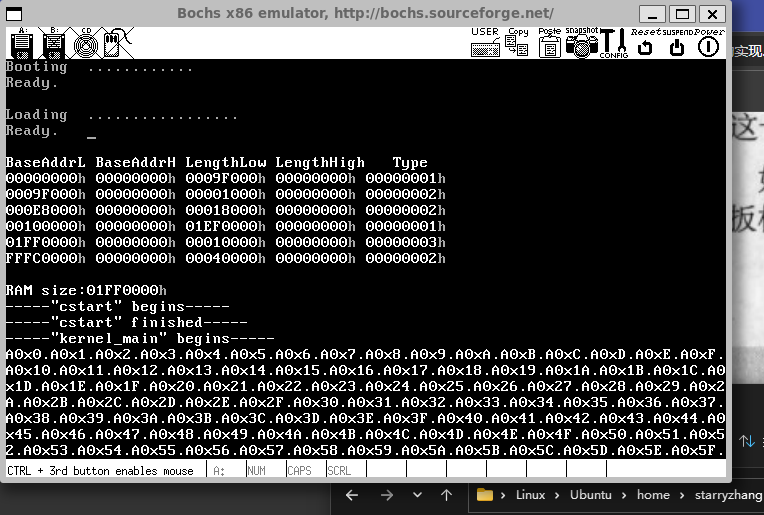 Bochs x86 emulator, http://bochs.sourceforge.net/
A: B: CD USER Copy Paste snapshot CONFIG Reset SUSPEND Power
Booting ............
Ready.
Loading .................
Ready. _
BaseAddrL BaseAddrH LengthLow LengthHigh Type
00000000h 00000000h 0009F000h 00000000h 00000001h
0009F000h 00000000h 00001000h 00000000h 00000002h
000E8000h 00000000h 00018000h 00000000h 00000002h
00100000h 00000000h 01EF0000h 00000000h 00000001h
01FF0000h 00000000h 00010000h 00000000h 00000003h
FFFC0000h 00000000h 00040000h 00000000h 00000002h
RAM size:01FF0000h
-----"cstart" begins-----
-----"cstart" finished-----
-----"kernel_main" begins-----
A0x0.A0x1.A0x2.A0x3.A0x4.A0x5.A0x6.A0x7.A0x8.A0x9.A0xA.A0xB.A0xC.A0xD.A0xE.A0xF.
A0x10.A0x11.A0x12.A0x13.A0x14.A0x15.A0x16.A0x17.A0x18.A0x19.A0x1A.A0x1B.A0x1C.A0
x1D.A0x1E.A0x1F.A0x20.A0x21.A0x22.A0x23.A0x24.A0x25.A0x26.A0x27.A0x28.A0x29.A0x2
A.A0x2B.A0x2C.A0x2D.A0x2E.A0x2F.A0x30.A0x31.A0x32.A0x33.A0x34.A0x35.A0x36.A0x37.
A0x38.A0x39.A0x3A.A0x3B.A0x3C.A0x3D.A0x3E.A0x3F.A0x40.A0x41.A0x42.A0x43.A0x44.A0
x45.A0x46.A0x47.A0x48.A0x49.A0x4A.A0x4B.A0x4C.A0x4D.A0x4E.A0x4F.A0x50.A0x51.A0x5
2.A0x53.A0x54.A0x55.A0x56.A0x57.A0x58.A0x59.A0x5A.A0x5B.A0x5C.A0x5D.A0x5E.A0x5F.
CTRL + 3rd button enables mouse A: NUM CAPS SCRL
实现
这
板
Linux > Ubuntu > home > starryzhang